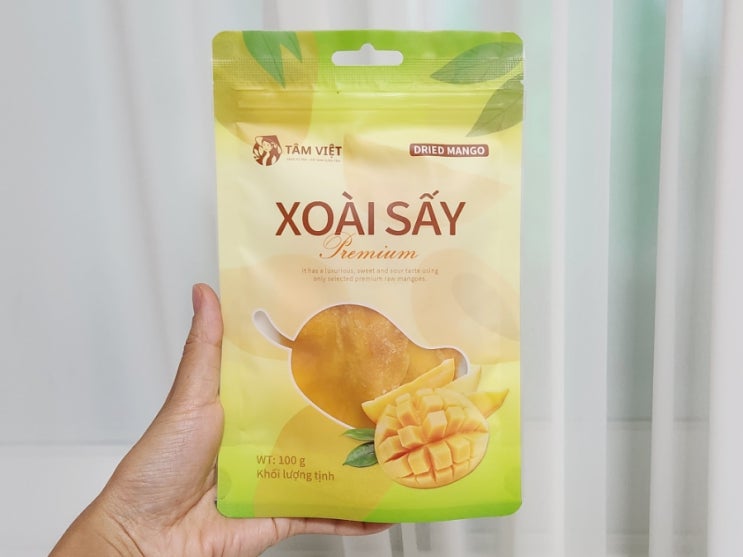 TÂM VIỆT
DRIED MANGO
XOÀI SẤY
Premium
It has a luxurious, sweet and sour taste using
only selected premium raw mangoes.
WT: 100 g
Khối lượng tịnh